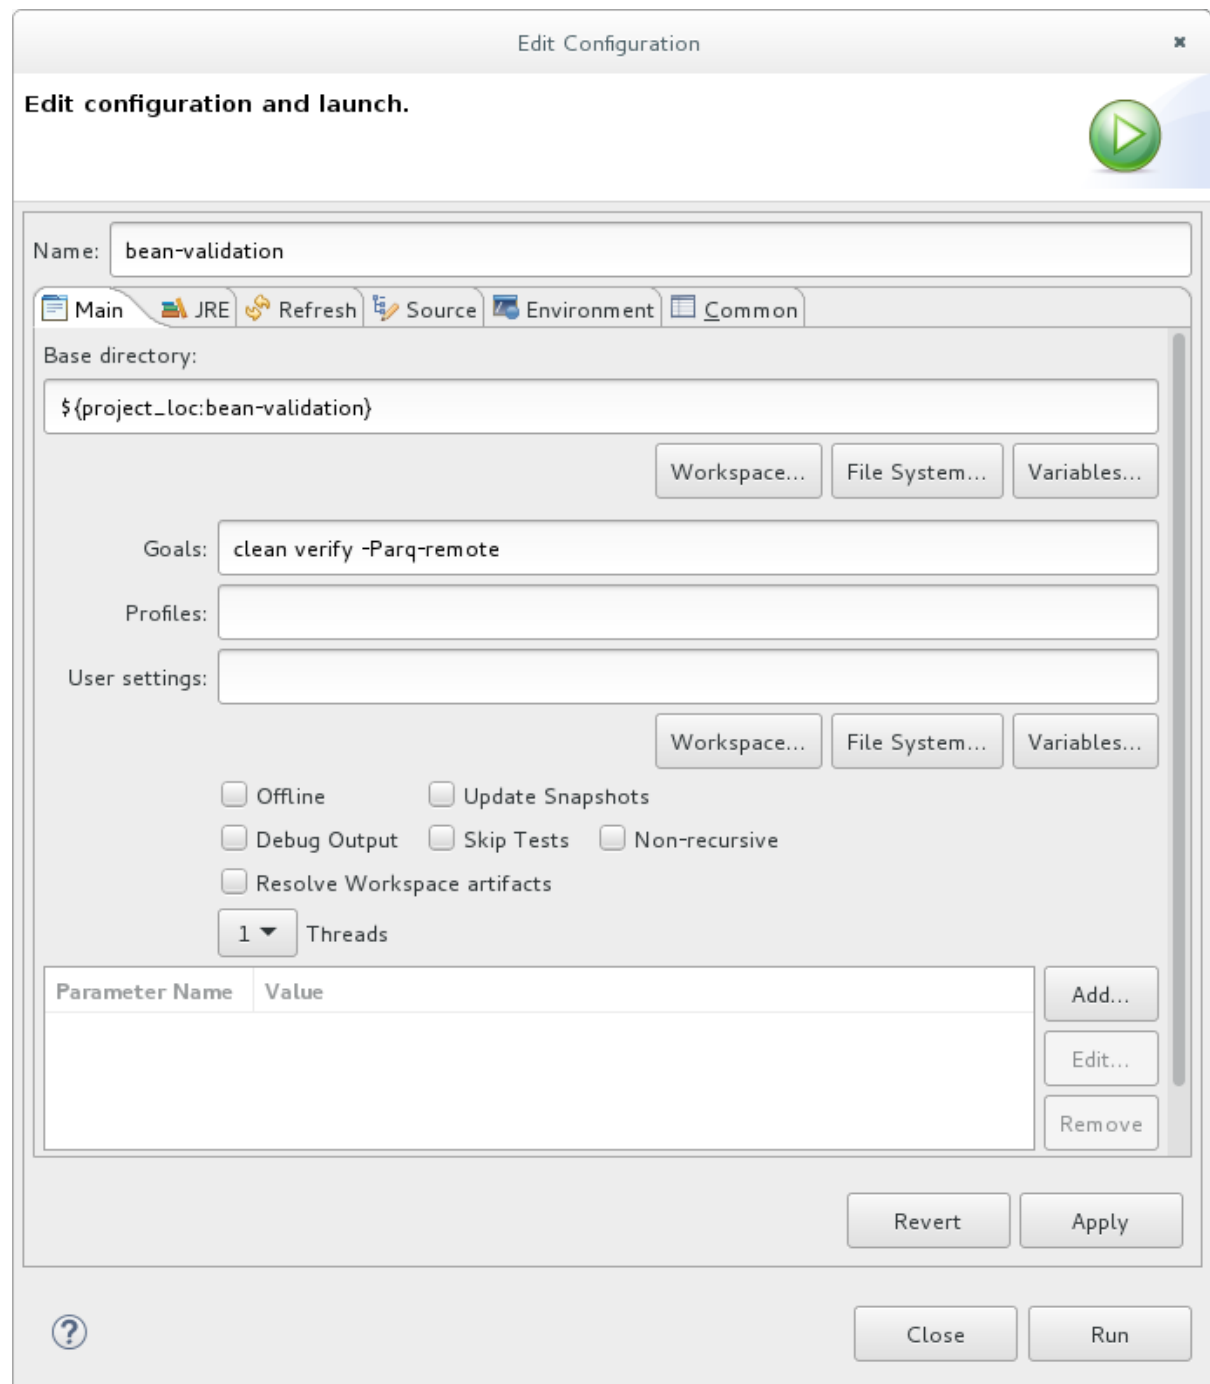 Edit Configuration
Edit configuration and launch.
Name: bean-validation
Main JRE Refresh Source Environment Common
Base directory:
${project_loc:bean-validation}
Workspace... File System... Variables...
Goals: clean verify -Parq-remote
Profiles:
User settings:
Workspace... File System... Variables...
Offline Update Snapshots
Debug Output Skip Tests Non-recursive
Resolve Workspace artifacts
1 Threads
Parameter Name Value Add...
Edit...
Remove
Revert Apply
? Close Run